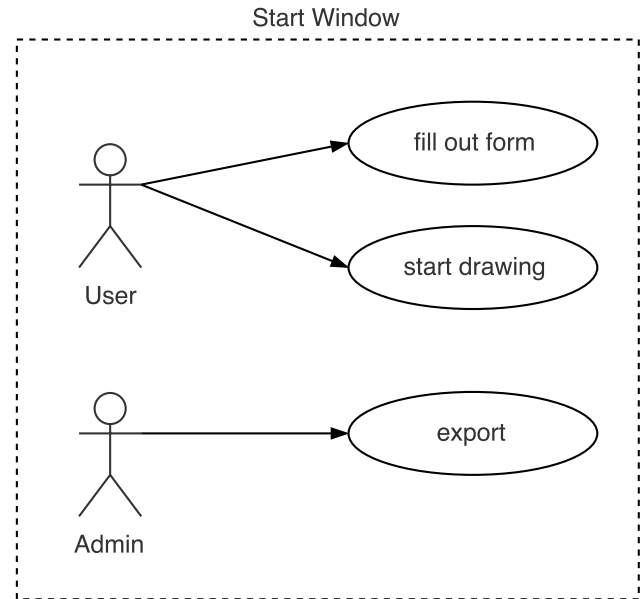 Start Window
fill out form
start drawing
User
export
Admin